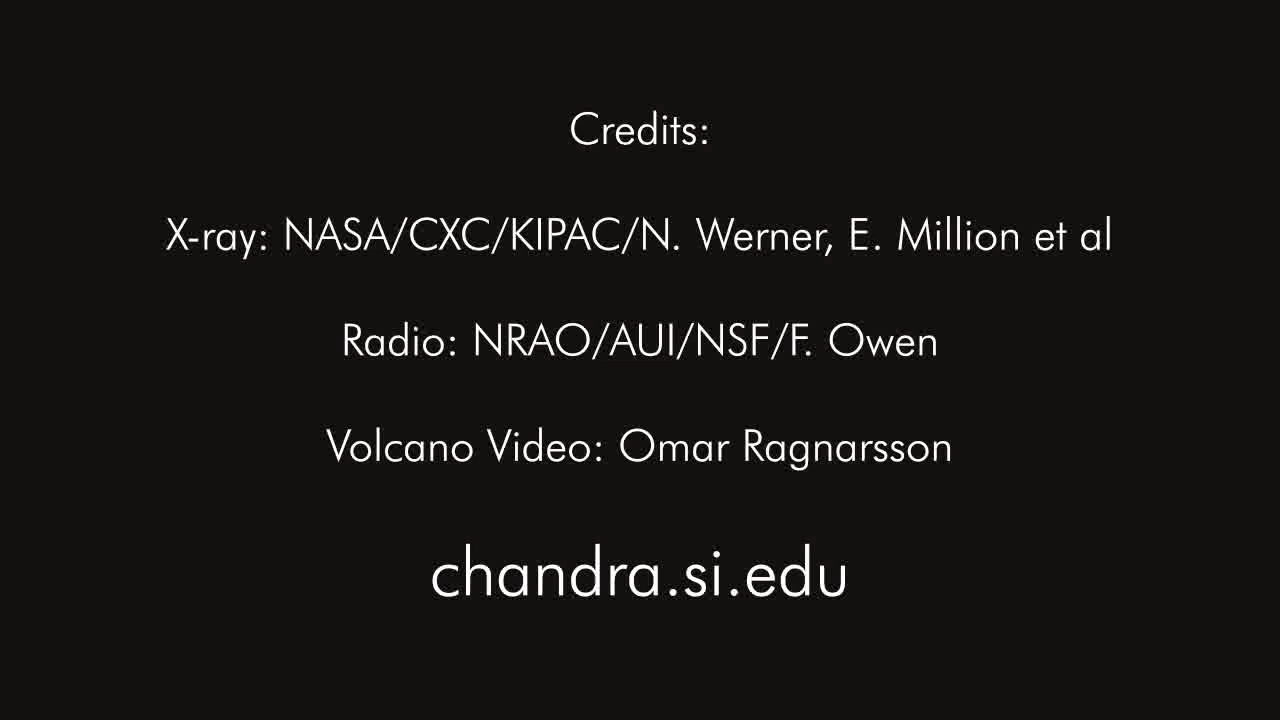 Credits:
X-ray: NASA/CXC/KIPAC/N. Werner, E. Million et al
Radio: NRAO/AUI/NSF/F. Owen
Volcano Video: Omar Ragnarsson
chandra.si.edu